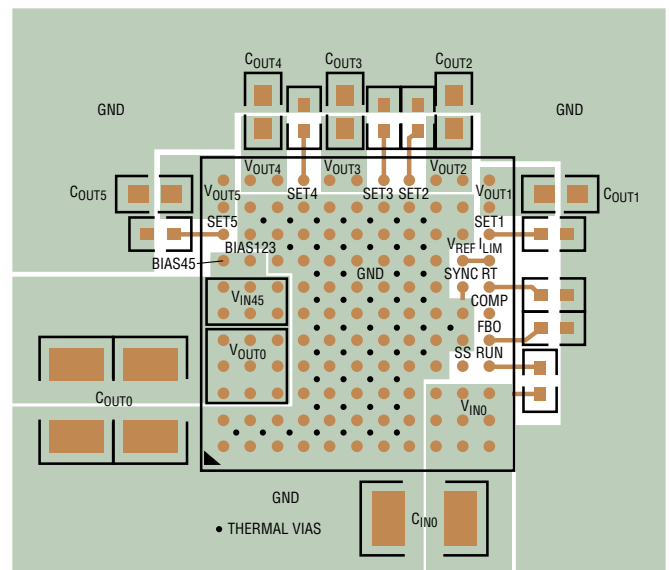 COUT4 COUT3 COUT2
GND GND
VOUT4 VOUT3 VOUT2
COUT5 VOUT5 SET4 SET3 SET2 VOUT1 COUT1
SET5 SET1
BIAS123 VREF ILIM
BIAS45 GND SYNC RT
VIN45 COMP
FBO
VOUT0 SS RUN
COUT0 VIN0
GND CIN0
• THERMAL VIAS